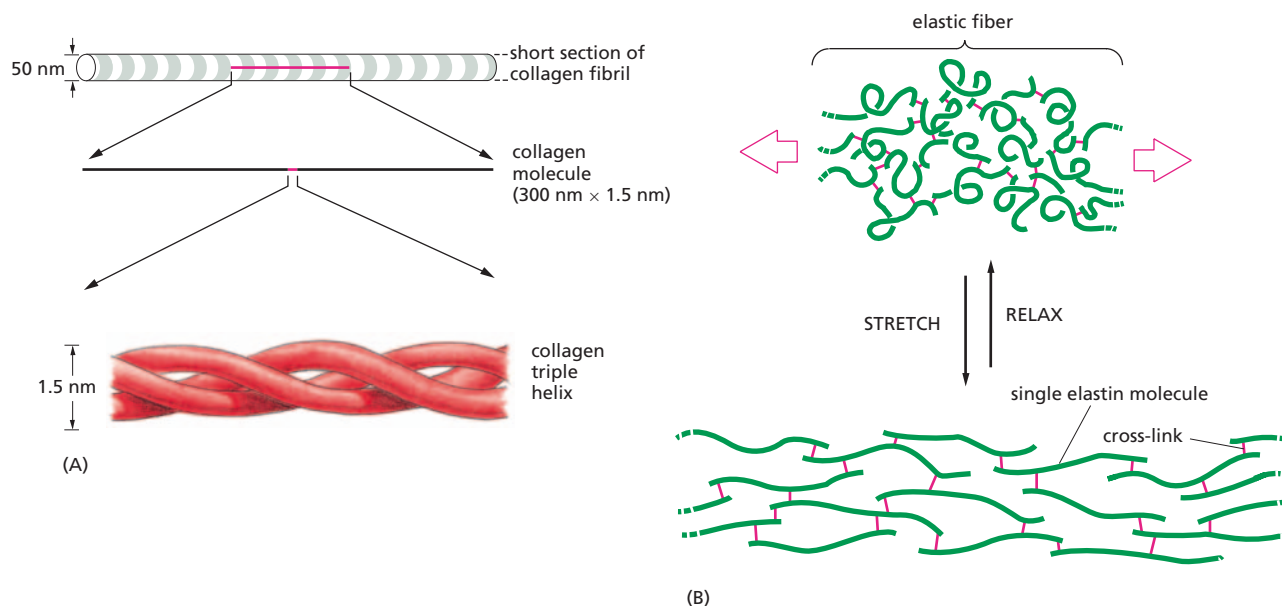 50 nm
short section of
collagen fibril
collagen
molecule
(300 nm × 1.5 nm)
1.5 nm
collagen
triple
helix
(A)
elastic fiber
STRETCH
RELAX
single elastin molecule
cross-link
(B)